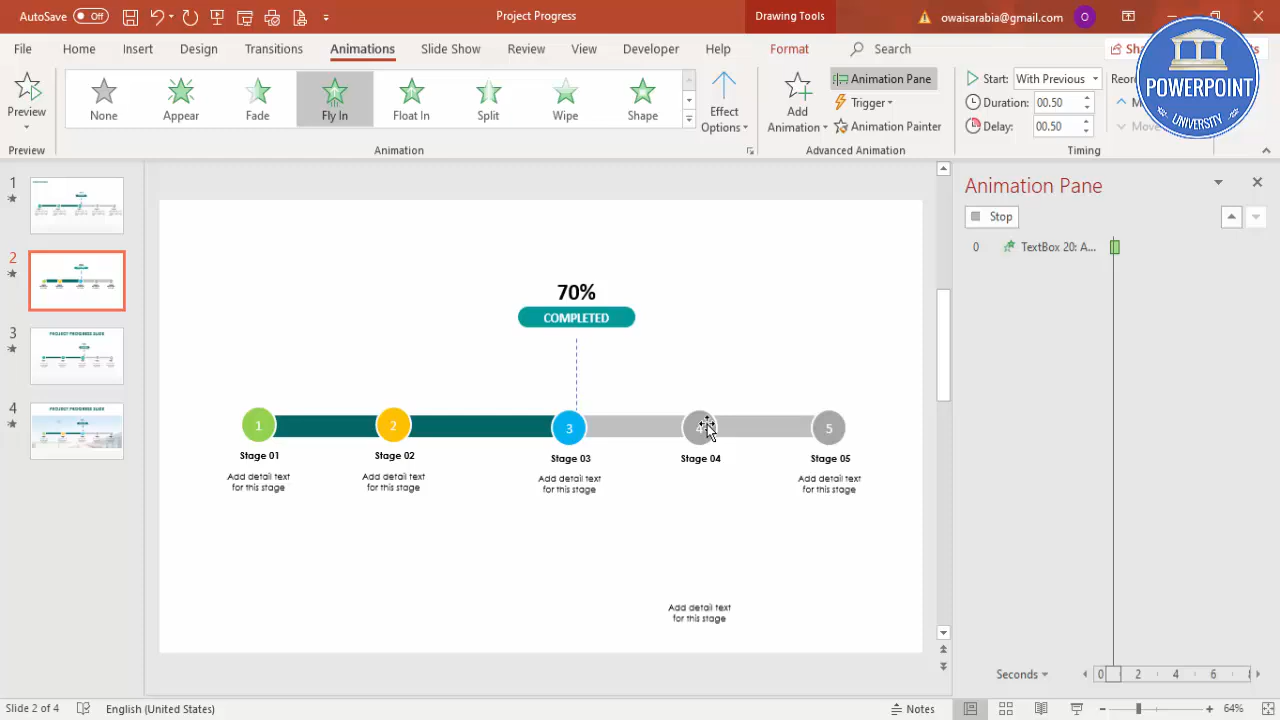 AutoSave Off Project Progress Drawing Tools owaisarabia@gmail.com O
File Home Insert Design Transitions Animations Slide Show Review View Developer Help Format Search
Preview None Appear Fade Fly In Float In Split Wipe Shape Effect Options Add Animation Animation Pane Trigger Animation Painter Start: With Previous Duration: 00.50 Delay: 00.50
Preview Animation Advanced Animation Timing
POWERPOINT
UNIVERSITY
1
2
3
4
70%
COMPLETED
1 2 3 4 5
Stage 01 Stage 02 Stage 03 Stage 04 Stage 05
Add detail text Add detail text Add detail text Add detail text
for this stage for this stage for this stage for this stage
Add detail text
for this stage
Animation Pane
Stop
0 TextBox 20: A...
Seconds 0 2 4 6
Slide 2 of 4 English (United States) Notes 64%